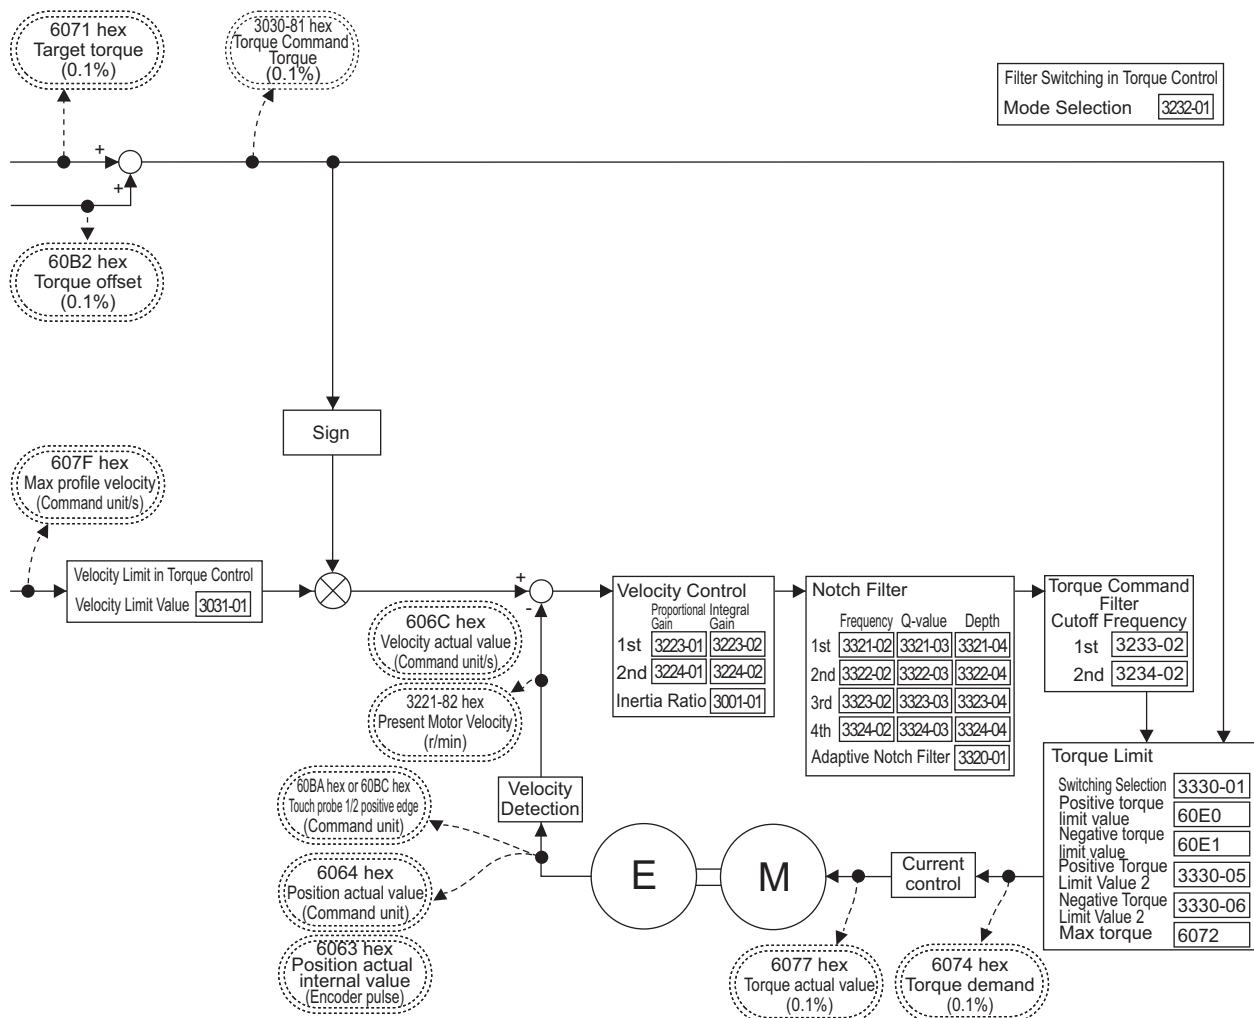 6071 hex
Target torque
(0.1%)
3030-81 hex
Torque Command
Torque
(0.1%)
Filter Switching in Torque Control
Mode Selection 3232-01
+
+
60B2 hex
Torque offset
(0.1%)
Sign
607F hex
Max profile velocity
(Command unit/s)
Velocity Limit in Torque Control
Velocity Limit Value 3031-01
+
-
606C hex
Velocity actual value
(Command unit/s)
3221-82 hex
Present Motor Velocity
(r/min)
Velocity Control
Proportional Integral
Gain Gain
1st 3223-01 3223-02
2nd 3224-01 3224-02
Inertia Ratio 3001-01
Notch Filter
Frequency Q-value Depth
1st 3321-02 3321-03 3321-04
2nd 3322-02 3322-03 3322-04
3rd 3323-02 3323-03 3323-04
4th 3324-02 3324-03 3324-04
Adaptive Notch Filter 3320-01
Torque Command
Filter
Cutoff Frequency
1st 3233-02
2nd 3234-02
Torque Limit
Switching Selection 3330-01
Positive torque
limit value 60E0
Negative torque
limit value 60E1
Positive Torque
Limit Value 2 3330-05
Negative Torque
Limit Value 2 3330-06
Max torque 6072
60BA hex or 60BC hex
Touch probe 1/2 positive edge
(Command unit)
Velocity
Detection
6064 hex
Position actual value
(Command unit)
6063 hex
Position actual
internal value
(Encoder pulse)
E
M
Current
control
6077 hex
Torque actual value
(0.1%)
6074 hex
Torque demand
(0.1%)